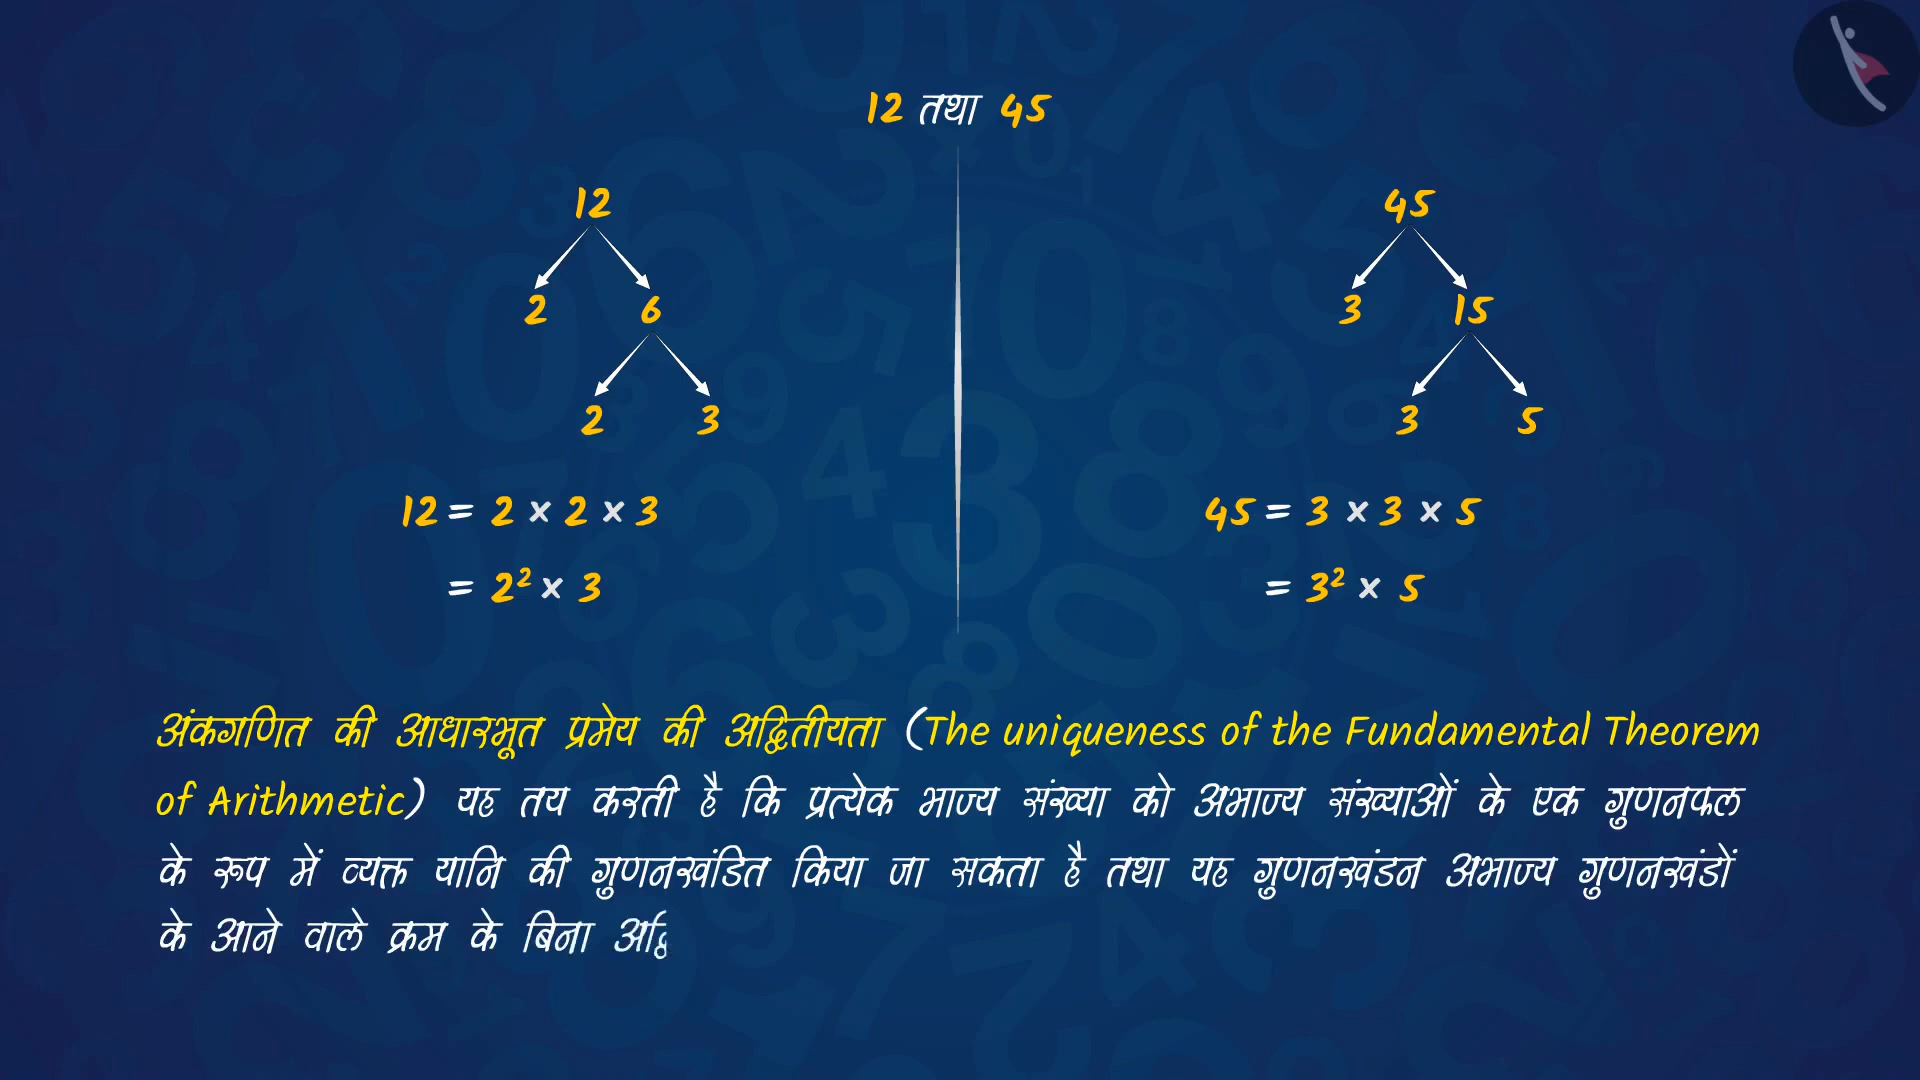 12 तथा 45
12
45
2 6
3 15
2 3
3 5
12 = 2 × 2 × 3
45 = 3 × 3 × 5
= 2² × 3
= 3² × 5
अंकगणित की आधारभूत प्रमेय की अद्वितीयता (The uniqueness of the Fundamental Theorem
of Arithmetic) यह तय करती है कि प्रत्येक भाज्य संख्या को अभाज्य संख्याओं के एक गुणनफल
के रूप में व्यक्त यानि की गुणनखंडित किया जा सकता है तथा यह गुणनखंडन अभाज्य गुणनखंडों
के आने वाले क्रम के बिना